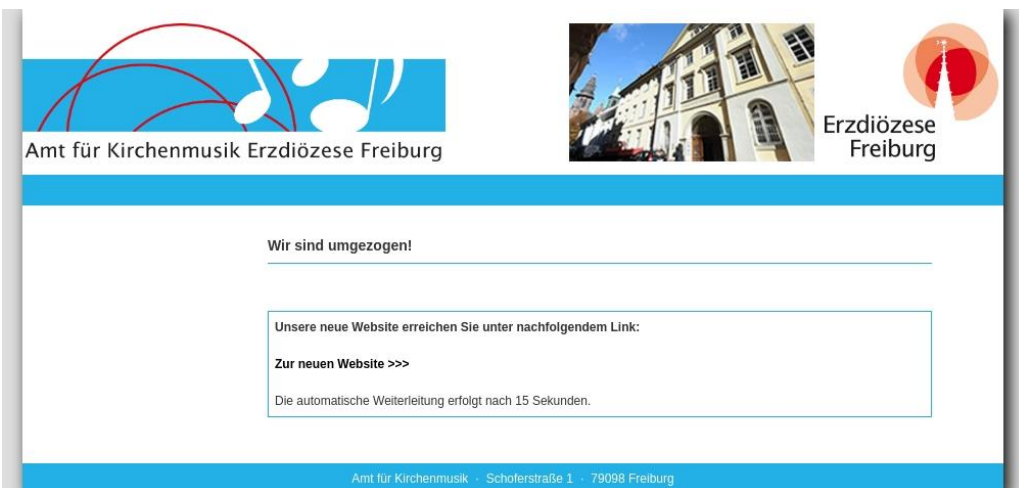 Amt für Kirchenmusik Erzdiözese Freiburg
Erzdiözese
Freiburg
Wir sind umgezogen!
Unsere neue Website erreichen Sie unter nachfolgendem Link:
Zur neuen Website >>>
Die automatische Weiterleitung erfolgt nach 15 Sekunden.
Amt für Kirchenmusik - Schoferstraße 1 - 79098 Freiburg